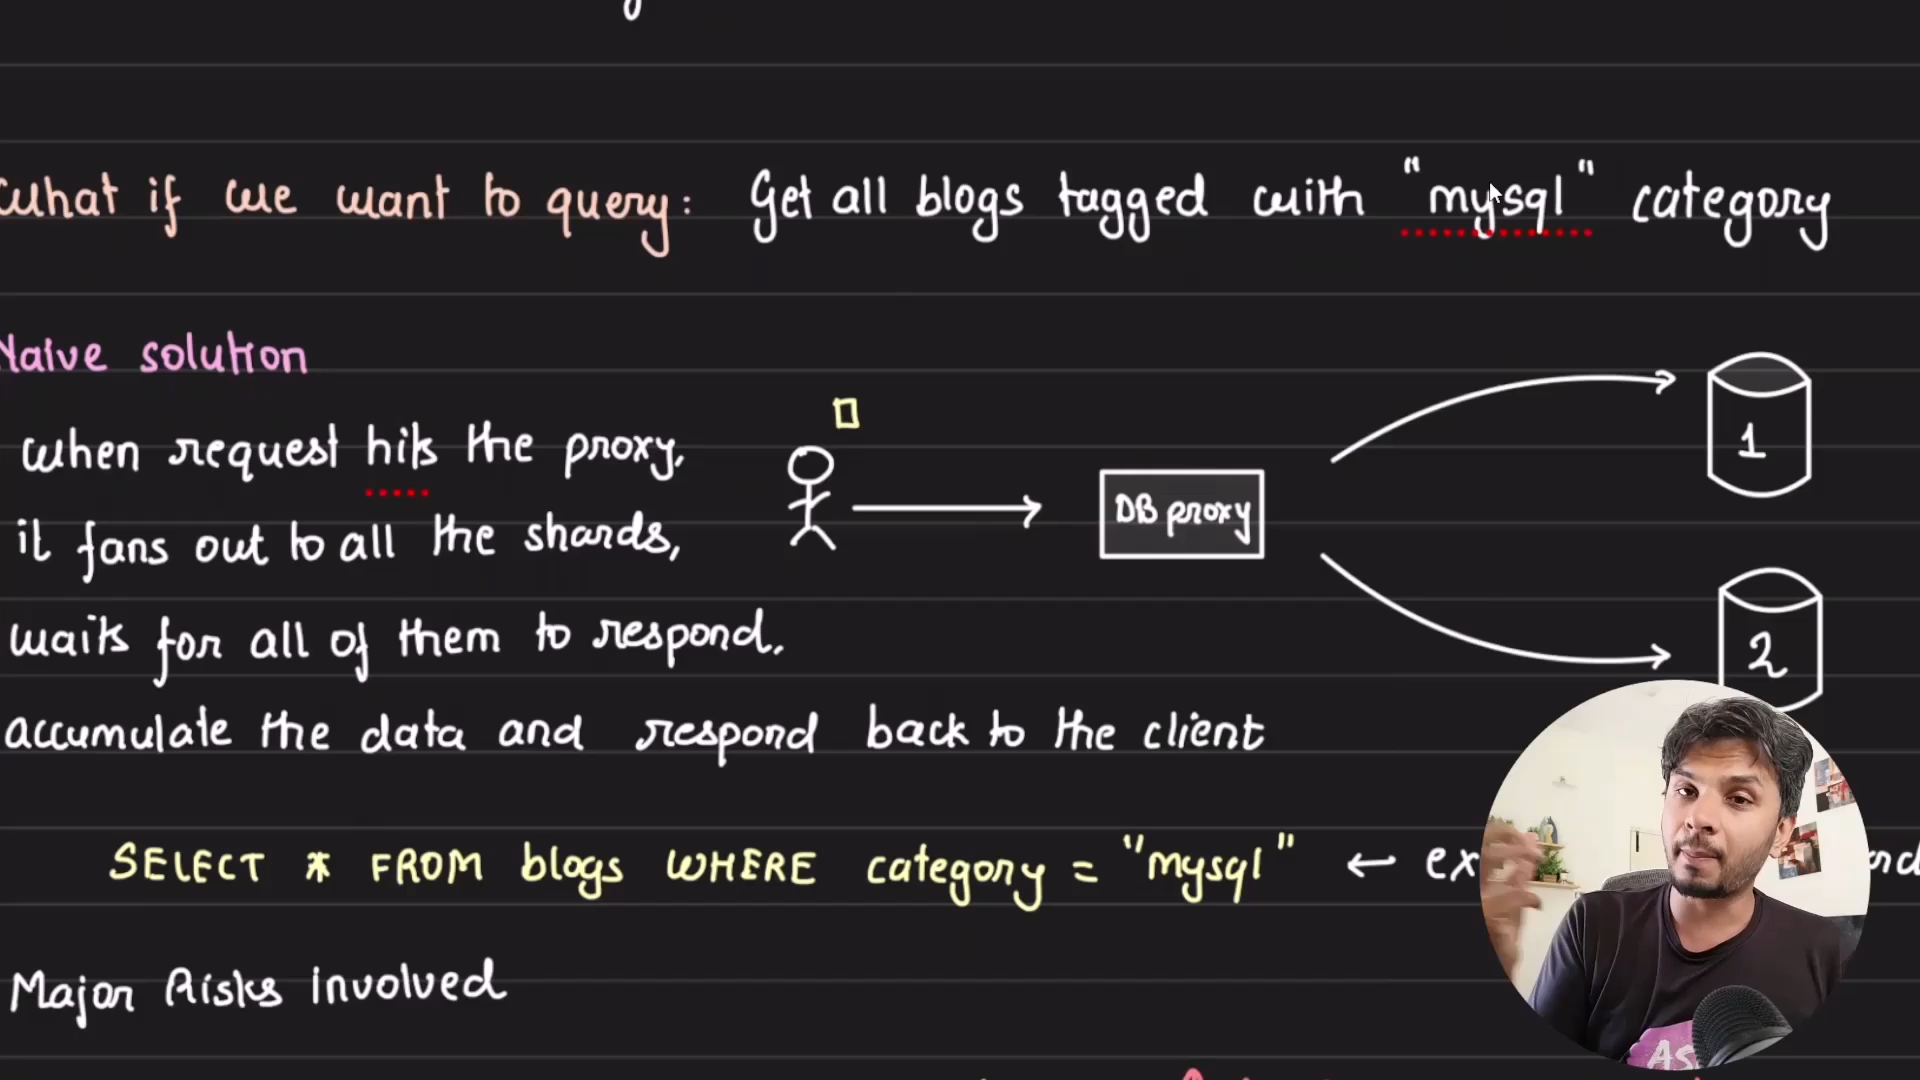 What if we want to query: Get all blogs tagged with "mysql" category
Naive solution
when request hits the proxy,
it fans out to all the shards,
waits for all of them to respond,
accumulate the data and respond back to the client
DB proxy
1
2
SELECT * FROM blogs WHERE category = "mysql" ← ex
Major Risks involved
AS